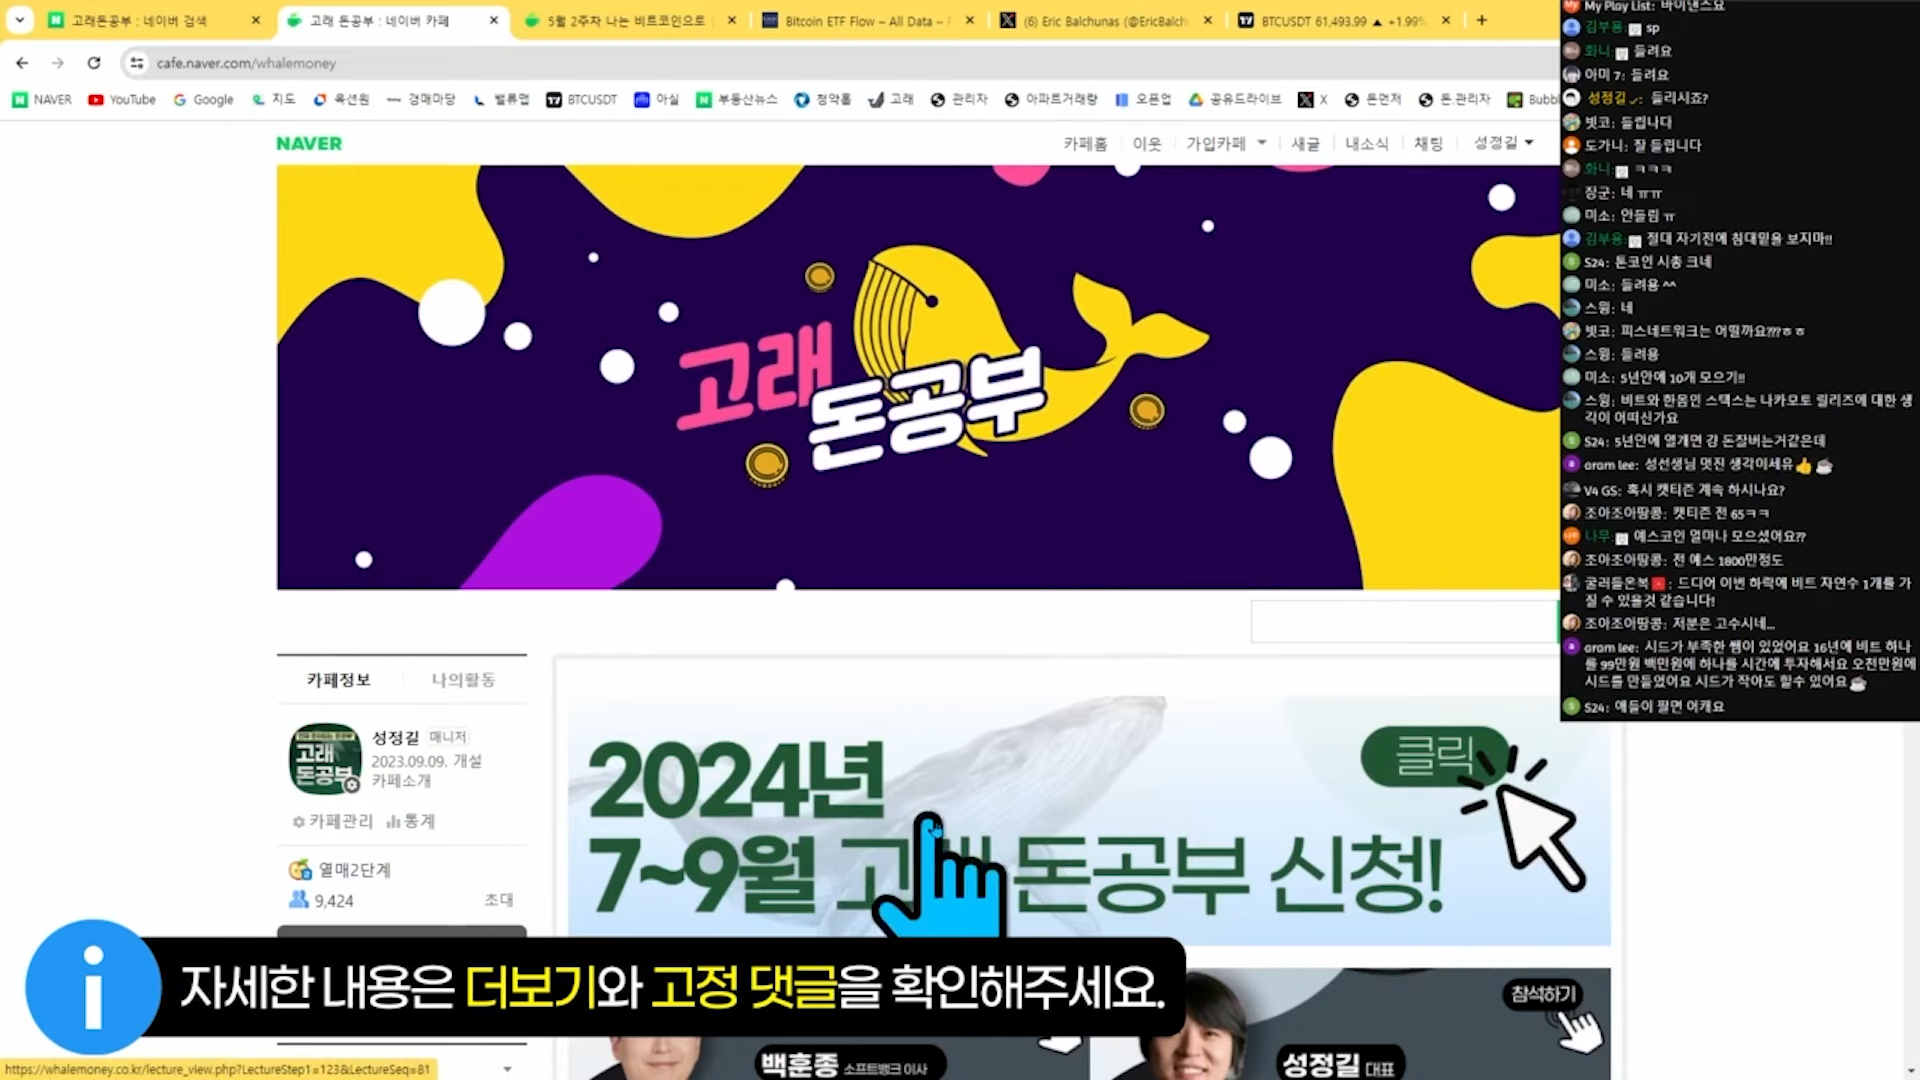 고래돈공부 : 네이버 검색
고래 돈공부 : 네이버 카페
5월 2주차 나는 비트코인으로
Bitcoin ETF Flow – All Data –
(6) Eric Balchunas (@EricBalch
BTCUSDT 61,493.99 ▲ +1.99%
cafe.naver.com/whalemoney
NAVER YouTube Google 지도 옥션원 경매마당 밸류맵 BTCUSDT 아실 부동산뉴스 청약홈 고래 관리자 아파트거래량 오픈업 공유드라이브 X 돈먼저 돈.관리자 Bubb
NAVER
카페홈 이웃 가입카페 새글 내소식 채팅 성정길
고래
돈공부
카페정보 나의활동
고래
돈공부
성정길 매니저
2023.09.09. 개설
카페소개
카페관리 통계
열매2단계
9,424 초대
2024년
7~9월 고래 돈공부 신청!
클릭
참석하기
백훈종 소프트뱅크 이사
성정길 대표
자세한 내용은 더보기와 고정 댓글을 확인해주세요.
https://whalemoney.co.kr/lecture_view.php?LectureStep1=123&LectureSeq=81
My Play List: 바이낸스요
김부용: sp
화니: 들려요
아미 7: 들려요
성정길: 들리시죠?
빗코: 들립니다
도가니: 잘 들립니다
화니: ㅋㅋㅋ
징군: 네 ㅠㅠ
미소: 안들림 ㅠ
김부용: 절대 자기전에 침대밑을 보지마!!
S24: 톤코인 시총 크네
미소: 들려용 ^^
스윙: 네
빗코: 피스네트워크는 어떨까요???ㅎㅎ
스윙: 들려용
미소: 5년안에 10개 모으기!!
스윙: 비트와 한몸인 스택스는 나카모토 릴리즈에 대한 생
각이 어떠신가요
S24: 5년안에 열개면 걍 돈잘버는거같은데
aram lee: 성선생님 멋진 생각이세유👍☕
V4 GS: 혹시 캣티즌 계속 하시나요?
조아조아땅콩: 캣티즌 전 65ㅋㅋ
나무: 예스코인 얼마나 모으셨어요??
조아조아땅콩: 전 예스 1800만정도
굴러들온복: 드디어 이번 하락에 비트 자연수 1개를 가
질 수 있을것 같습니다!
조아조아땅콩: 저분은 고수시네...
aram lee: 시드가 부족한 쌤이 있었어요 16년에 비트 하나
를 99만원 백만원에 하나를 시간에 투자해서요 오천만원에
시드를 만들었어요 시드가 작아도 할수 있어요☕
S24: 얘들이 팔면 어캐요